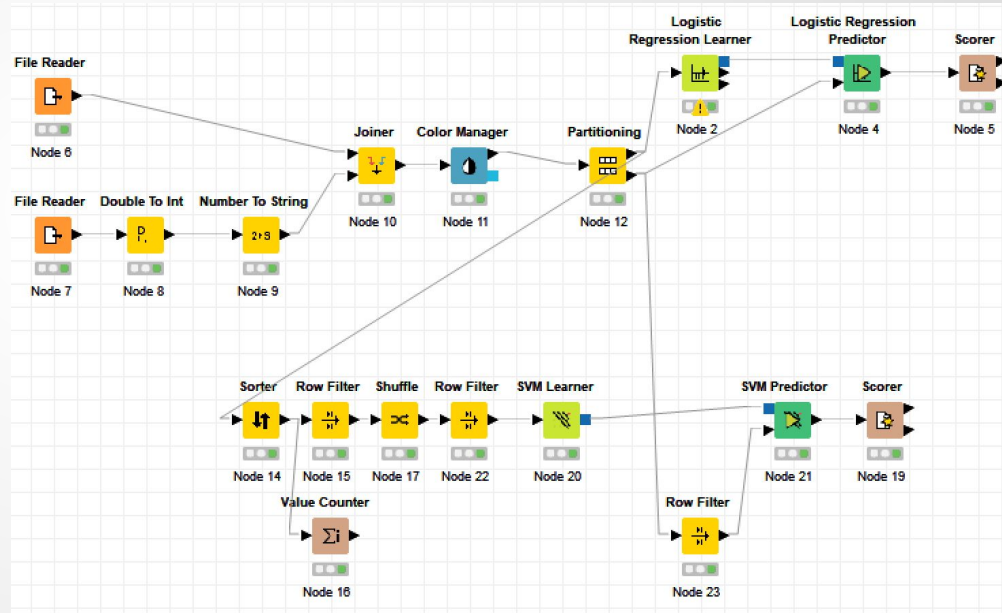 Logistic
Regression Learner
Logistic Regression
Predictor
Scorer
File Reader
Node 6
Node 2
Node 4
Node 5
Joiner
Color Manager
Partitioning
Node 10
Node 11
Node 12
File Reader
Double To Int
Number To String
P.
2‣S
Node 7
Node 8
Node 9
Sorter
Row Filter
Shuffle
Row Filter
SVM Learner
SVM Predictor
Scorer
Node 14
Node 15
Node 17
Node 22
Node 20
Node 21
Node 19
Value Counter
Σi
Node 16
Row Filter
Node 23